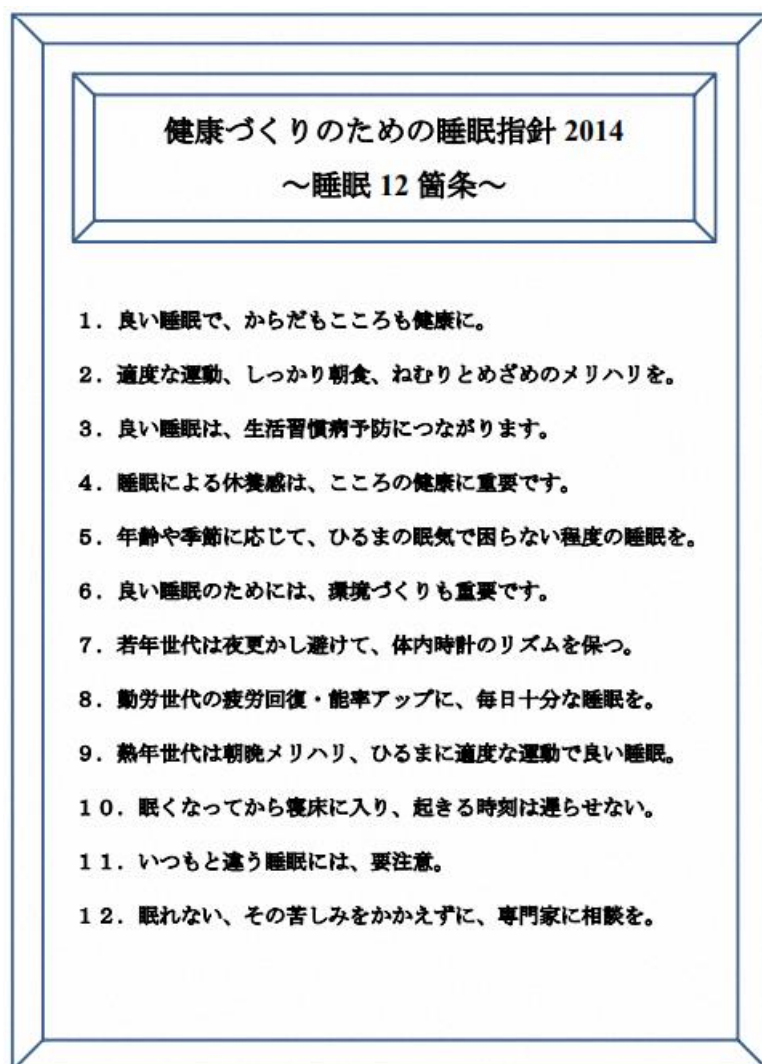 健康づくりのための睡眠指針 2014
～睡眠 12 箇条～
１．良い睡眠で、からだもこころも健康に。
２．適度な運動、しっかり朝食、ねむりとめざめのメリハリを。
３．良い睡眠は、生活習慣病予防につながります。
４．睡眠による休養感は、こころの健康に重要です。
５．年齢や季節に応じて、ひるまの眠気で困らない程度の睡眠を。
６．良い睡眠のためには、環境づくりも重要です。
７．若年世代は夜更かし避けて、体内時計のリズムを保つ。
８．勤労世代の疲労回復・能率アップに、毎日十分な睡眠を。
９．熟年世代は朝晩メリハリ、ひるまに適度な運動で良い睡眠。
１０．眠くなってから寝床に入り、起きる時刻は遅らせない。
１１．いつもと違う睡眠には、要注意。
１２．眠れない、その苦しみをかかえずに、専門家に相談を。